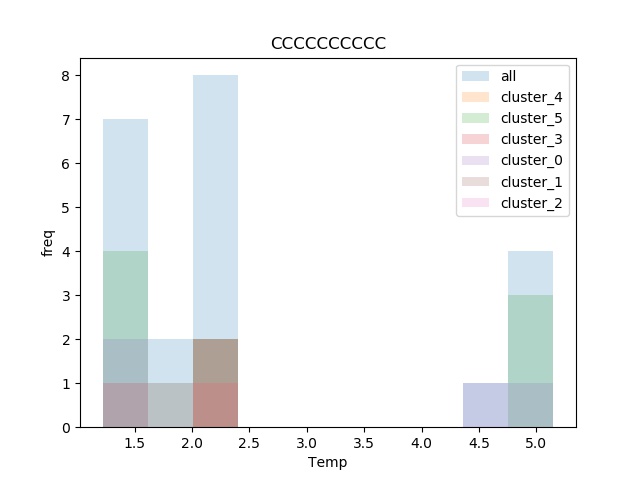 CCCCCCCCCC
all
cluster_4
cluster_5
cluster_3
cluster_0
cluster_1
cluster_2
freq
8
7
6
5
4
3
2
1
0
1.5 2.0 2.5 3.0 3.5 4.0 4.5 5.0
Temp